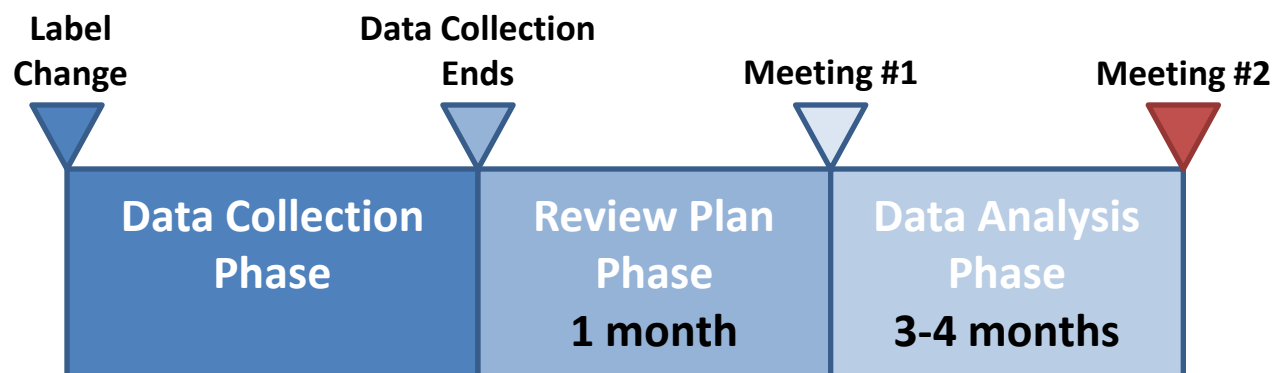 Label
Change
Data Collection
Ends
Meeting #1
Meeting #2
Data Collection
Phase
Review Plan
Phase
1 month
Data Analysis
Phase
3-4 months